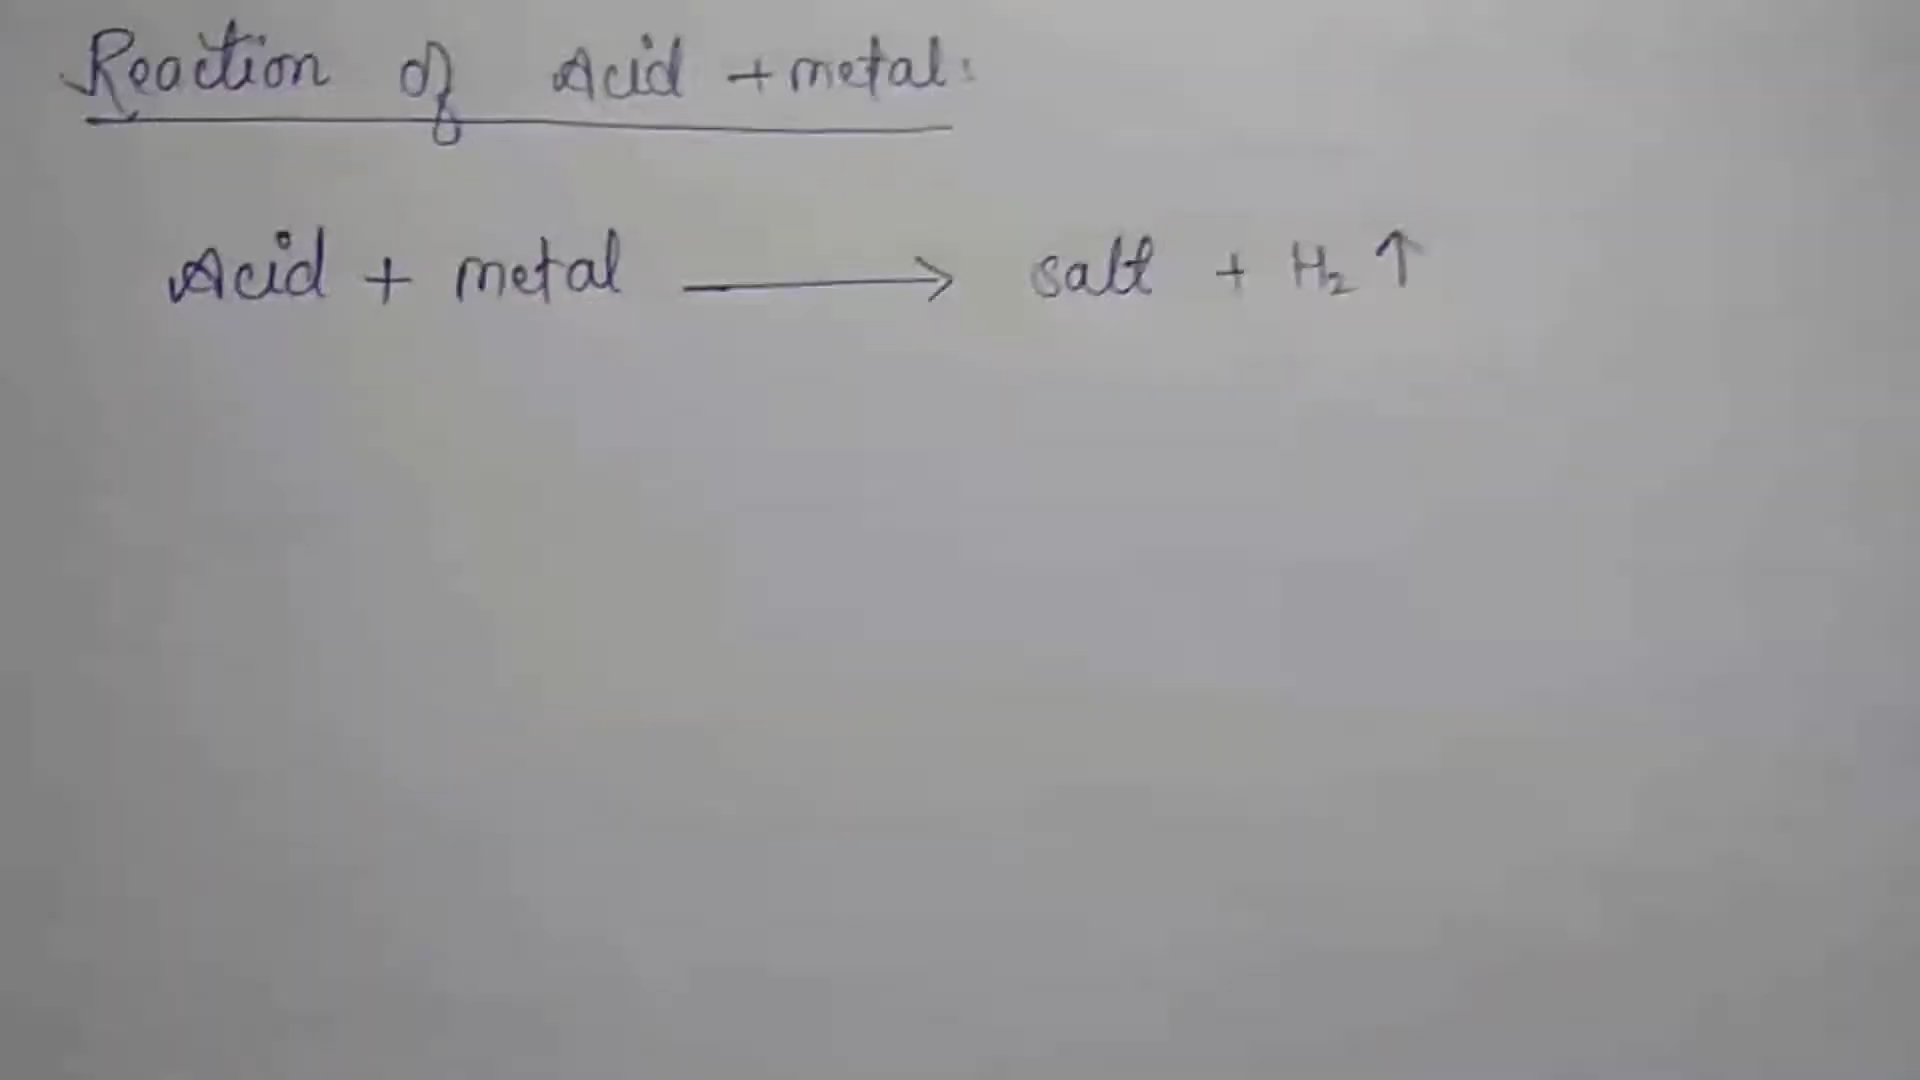 Reaction of Acid + metal:
Acid + metal ⟶ salt + H₂ ↑